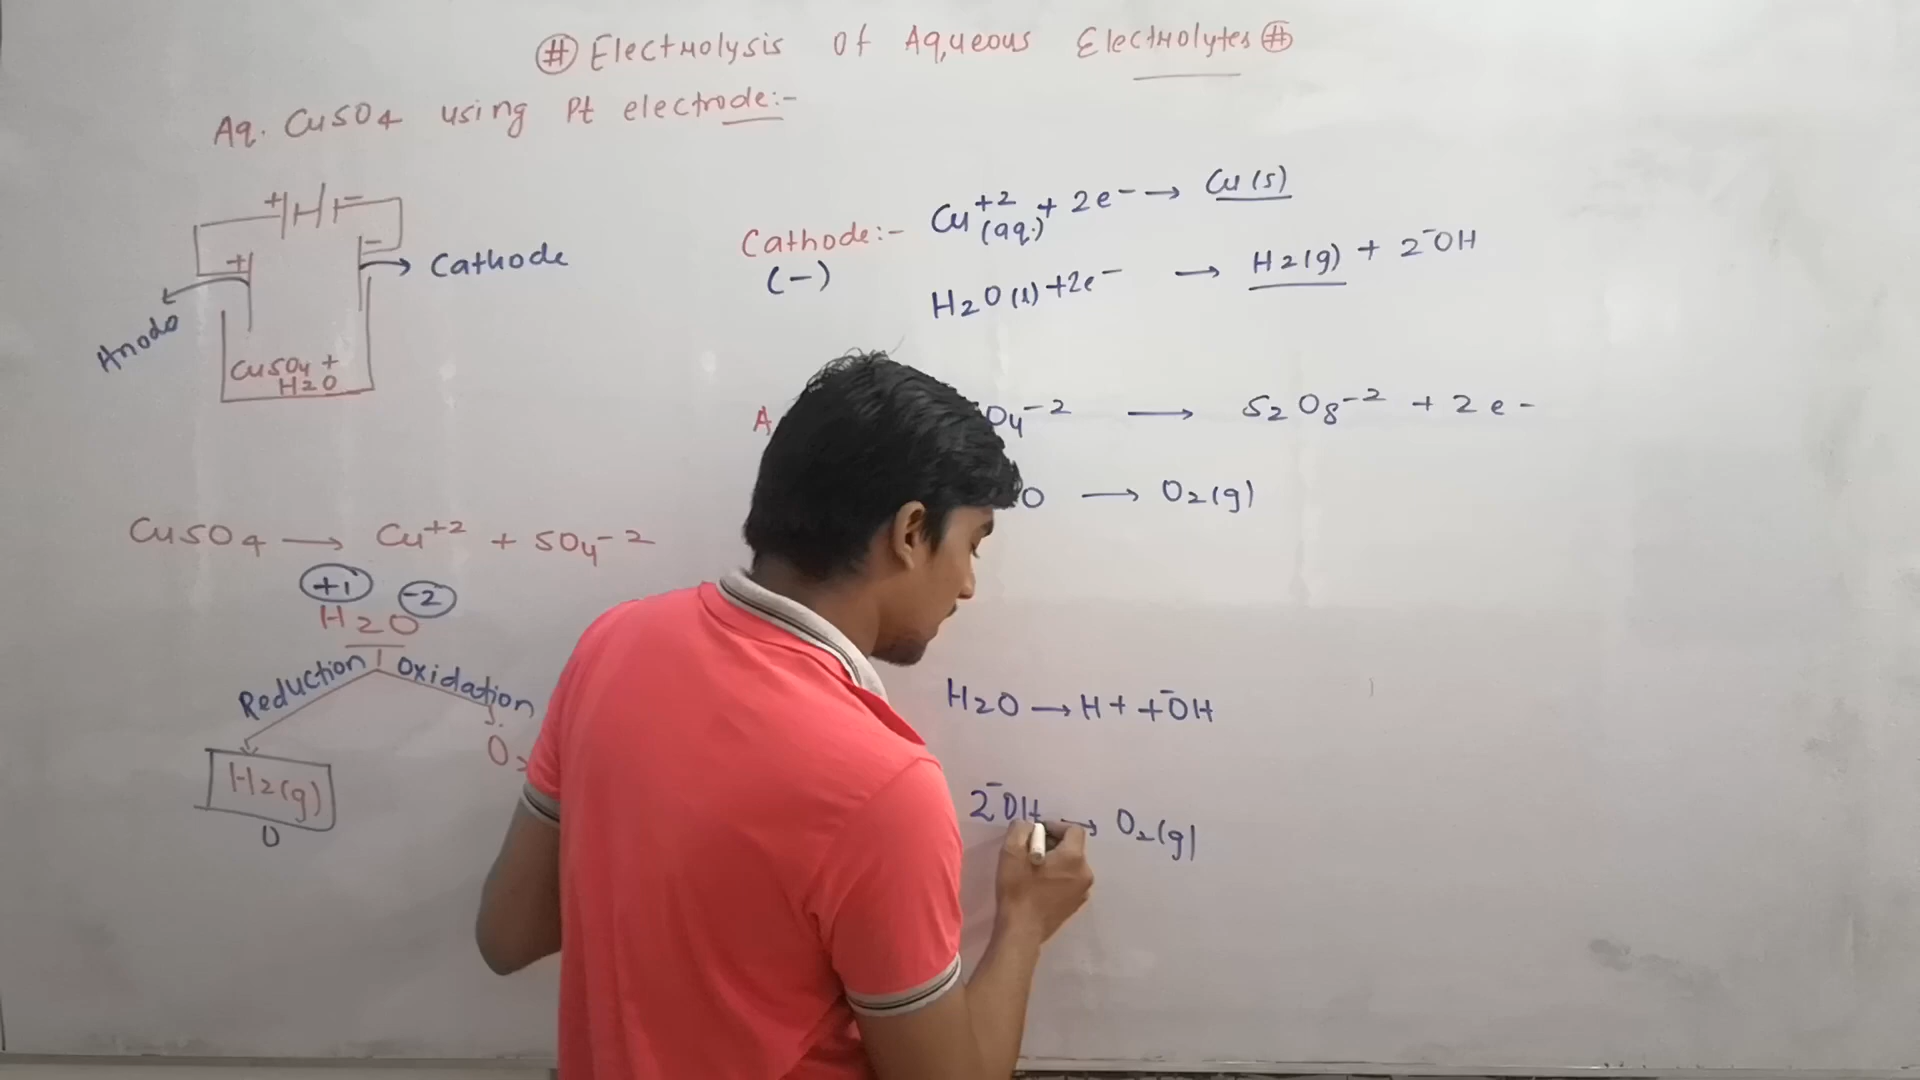 # Electrolysis of Aqueous Electrolytes #
Aq. CuSO4 using Pt electrode:-
+ -
+ -
Cathode
Anode
CuSO4 +
H2O
CuSO4 → Cu+2 + SO4-2
+1 -2
H2O
Reduction Oxidation
H2(g)
0
O2
Cathode:- Cu+2(aq.) + 2e- → Cu(s)
(-)
H2O(l)+2e- → H2(g) + 2-OH
A
O4-2 → S2O8-2 + 2e-
O → O2(g)
H2O → H+ + -OH
2-OH → O2(g)